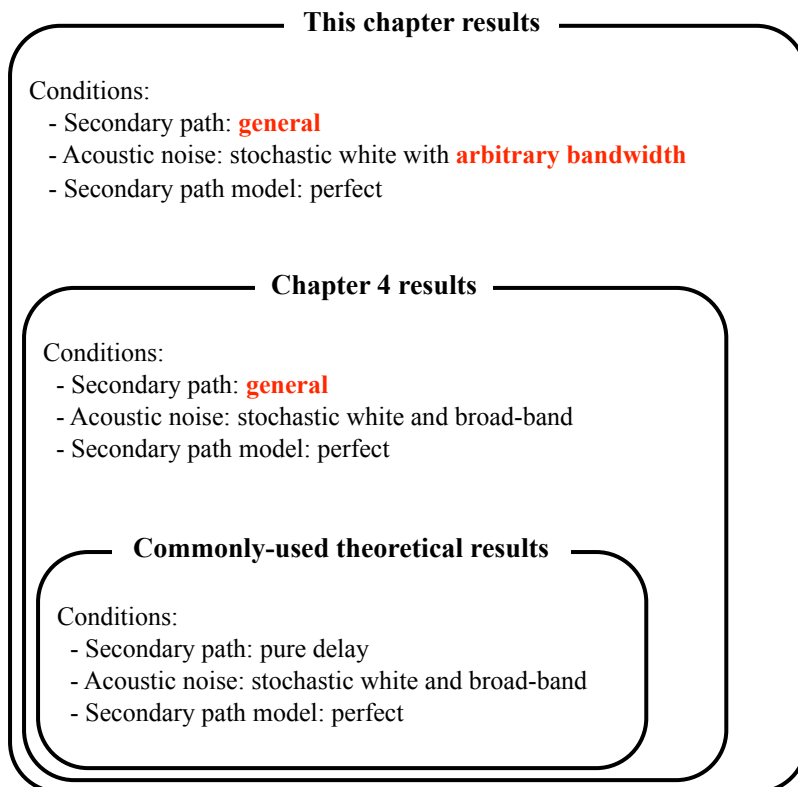 This chapter results
Conditions:
- Secondary path: general
- Acoustic noise: stochastic white with arbitrary bandwidth
- Secondary path model: perfect
Chapter 4 results
Conditions:
- Secondary path: general
- Acoustic noise: stochastic white and broad-band
- Secondary path model: perfect
Commonly-used theoretical results
Conditions:
- Secondary path: pure delay
- Acoustic noise: stochastic white and broad-band
- Secondary path model: perfect